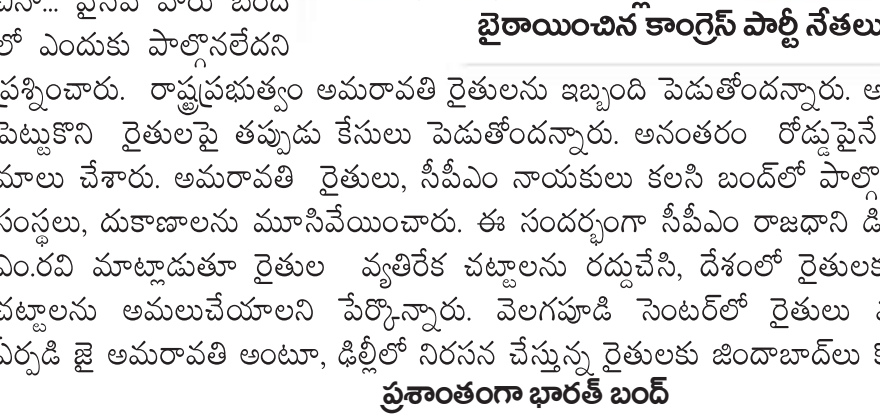 బైఠాయించిన కాంగ్రెస్ పార్టీ నేతలు
లో ఎందుకు పాల్గొనలేదని
ప్రశ్నించారు. రాష్ట్రప్రభుత్వం అమరావతి రైతులను ఇబ్బంది పెడుతోందన్నారు.
పెట్టుకొని రైతులపై తప్పుడు కేసులు పెడుతోందన్నారు. అనంతరం రోడ్డుపైనే
మాలు చేశారు. అమరావతి రైతులు, సీపీఎం నాయకులు కలసి బంద్‌లో పాల్గొ
సంస్థలు, దుకాణాలను మూసివేయించారు. ఈ సందర్భంగా సీపీఎం రాజధాని డి
ఎం.రవి మాట్లాడుతూ రైతుల వ్యతిరేక చట్టాలను రద్దుచేసి, దేశంలో రైతులక
చట్టాలను అమలుచేయాలని పేర్కొన్నారు. వెలగపూడి సెంటర్‌లో రైతులు
ఏర్పడి జై అమరావతి అంటూ, ఢిల్లీలో నిరసన చేస్తున్న రైతులకు జిందాబాద్‌లు
ప్రశాంతంగా భారత్ బంద్